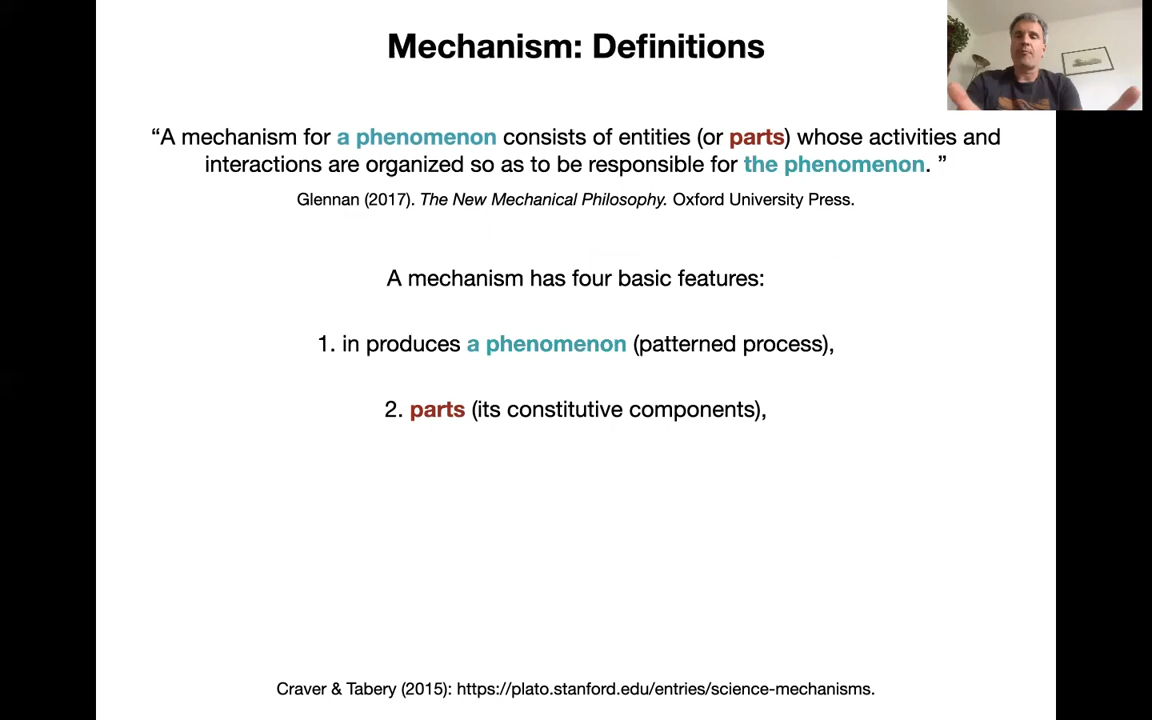 Mechanism: Definitions
“A mechanism for a phenomenon consists of entities (or parts) whose activities and
interactions are organized so as to be responsible for the phenomenon. ”
Glennan (2017). The New Mechanical Philosophy. Oxford University Press.
A mechanism has four basic features:
1. in produces a phenomenon (patterned process),
2. parts (its constitutive components),
Craver & Tabery (2015): https://plato.stanford.edu/entries/science-mechanisms.